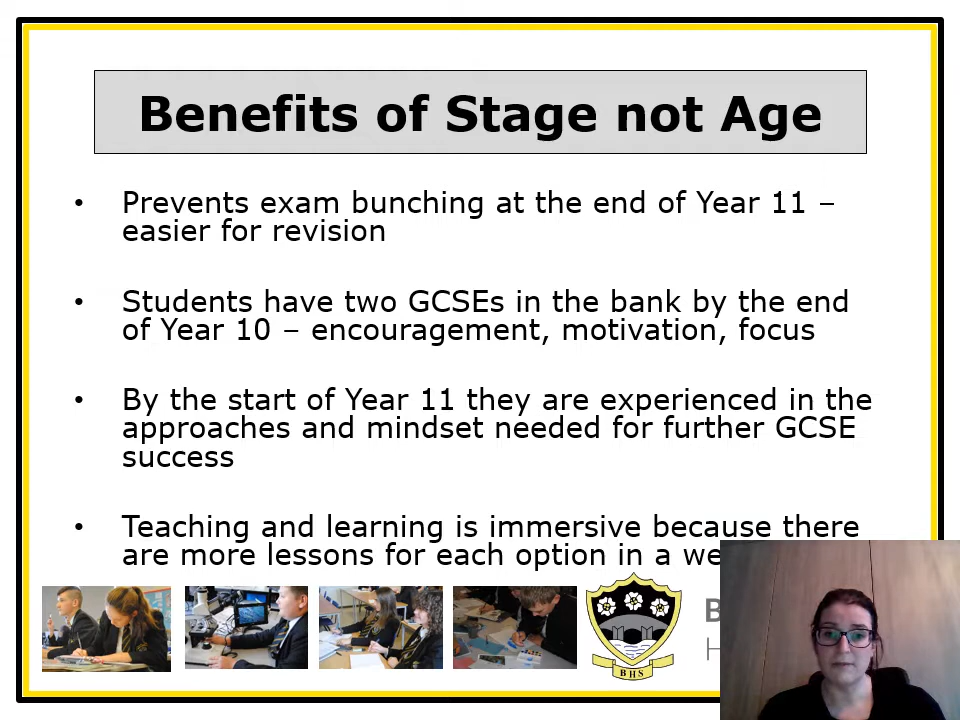 Benefits of Stage not Age
• Prevents exam bunching at the end of Year 11 –
easier for revision
• Students have two GCSEs in the bank by the end
of Year 10 – encouragement, motivation, focus
• By the start of Year 11 they are experienced in the
approaches and mindset needed for further GCSE
success
• Teaching and learning is immersive because there
are more lessons for each option in a
BHS